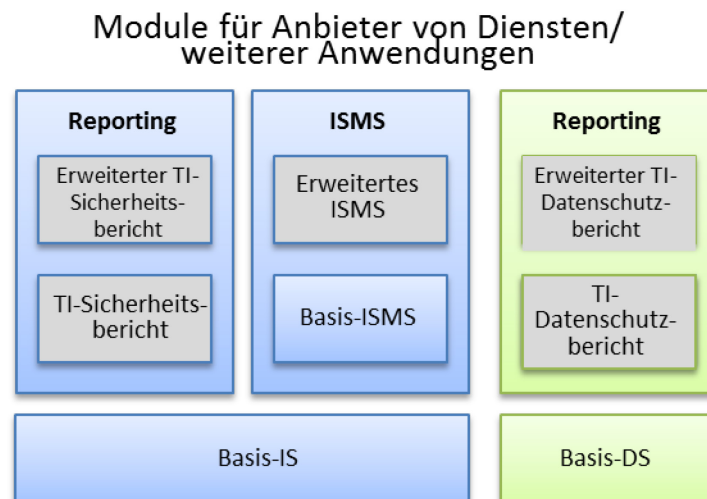 Module für Anbieter von Diensten/
weiterer Anwendungen
Reporting
Erweiterter TI-
Sicherheits-
bericht
TI-Sicherheits-
bericht
ISMS
Erweitertes
ISMS
Basis-ISMS
Reporting
Erweiterter TI-
Datenschutz-
bericht
TI-
Datenschutz-
bericht
Basis-IS
Basis-DS